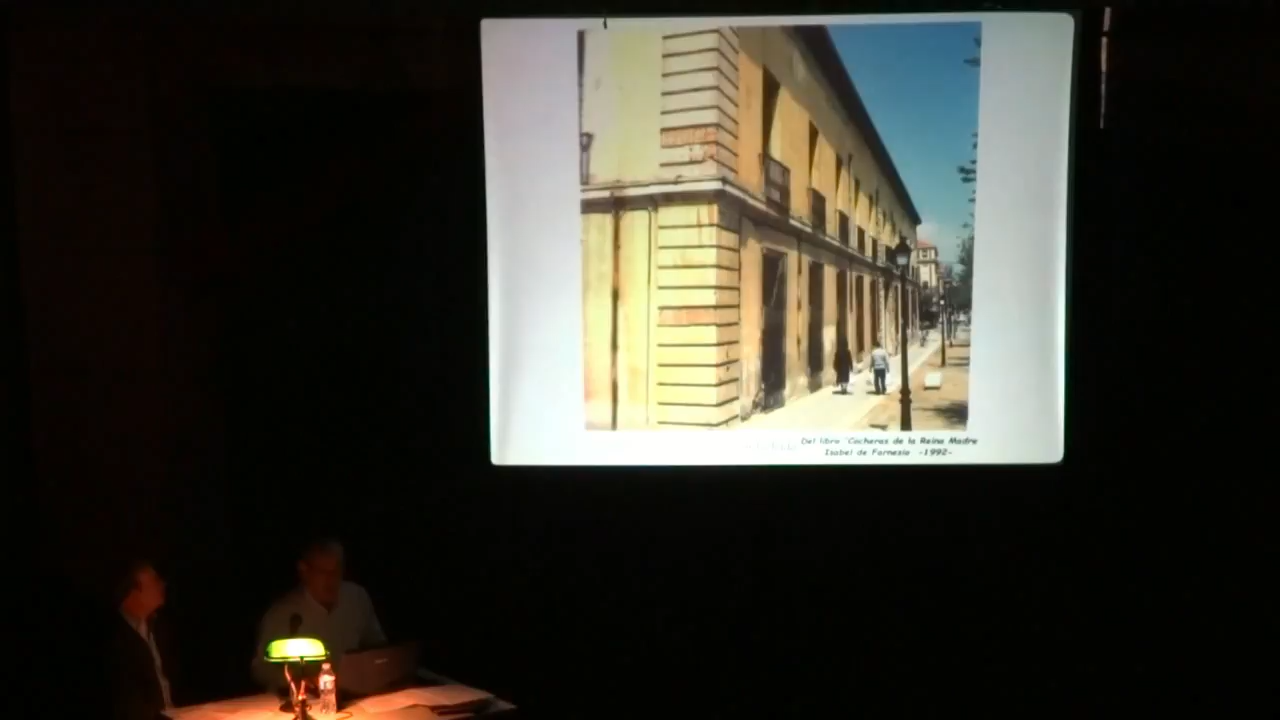 Del libro "Cocheras de la Reina Madre
Isabel de Farnesio -1992-